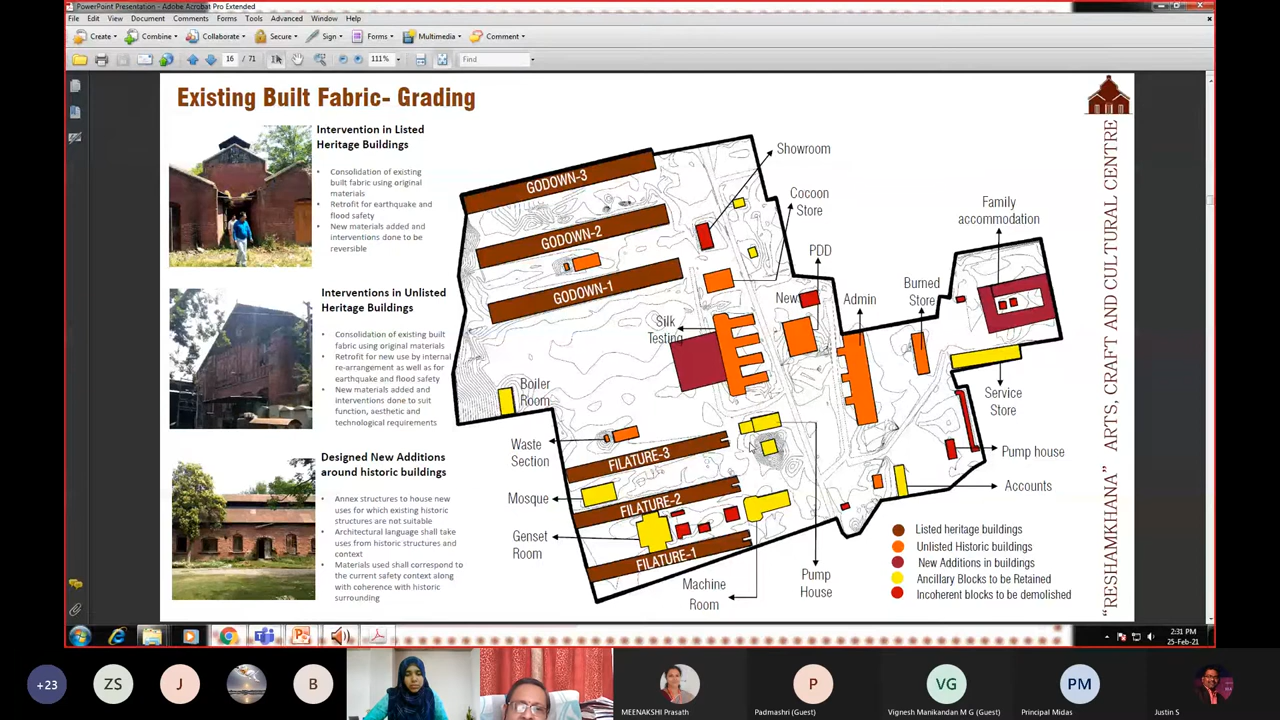 PowerPoint Presentation - Adobe Acrobat Pro Extended
File Edit View Document Comments Forms Tools Advanced Window Help
Create Combine Collaborate Secure Sign Forms Multimedia Comment
16 / 71 111% Find
Existing Built Fabric- Grading
Intervention in Listed
Heritage Buildings
• Consolidation of existing
built fabric using original
materials
• Retrofit for earthquake and
flood safety
• New materials added and
interventions done to be
reversible
Interventions in Unlisted
Heritage Buildings
• Consolidation of existing built
fabric using original materials
• Retrofit for new use by internal
re-arrangement as well as for
earthquake and flood safety
• New materials added and
interventions done to suit
function, aesthetic and
technological requirements
Designed New Additions
around historic buildings
• Annex structures to house new
uses for which existing historic
structures are not suitable
• Architectural language shall take
uses from historic structures and
context
• Materials used shall correspond to
the current safety context along
with coherence with historic
surrounding
GODOWN-3
GODOWN-2
GODOWN-1
Showroom
Cocoon
Store
PDD
New
Admin
Burned
Store
Family
accommodation
Silk
Testing
Boiler
Room
Waste
Section
Mosque
Genset
Room
FILATURE-3
FILATURE-2
FILATURE-1
Machine
Room
Pump
House
Service
Store
Pump house
Accounts
Listed heritage buildings
Unlisted Historic buildings
New Additions in buildings
Ancillary Blocks to be Retained
Incoherent blocks to be demolished
"RESHAMKHANA" ARTS, CRAFT AND CULTURAL CENTRE
2:31 PM
25-Feb-21
+23
ZS
J
B
MEENAKSHI Prasath
P
Padmashri (Guest)
VG
Vignesh Manikandan M G (Guest)
PM
Principal Midas
Justin S